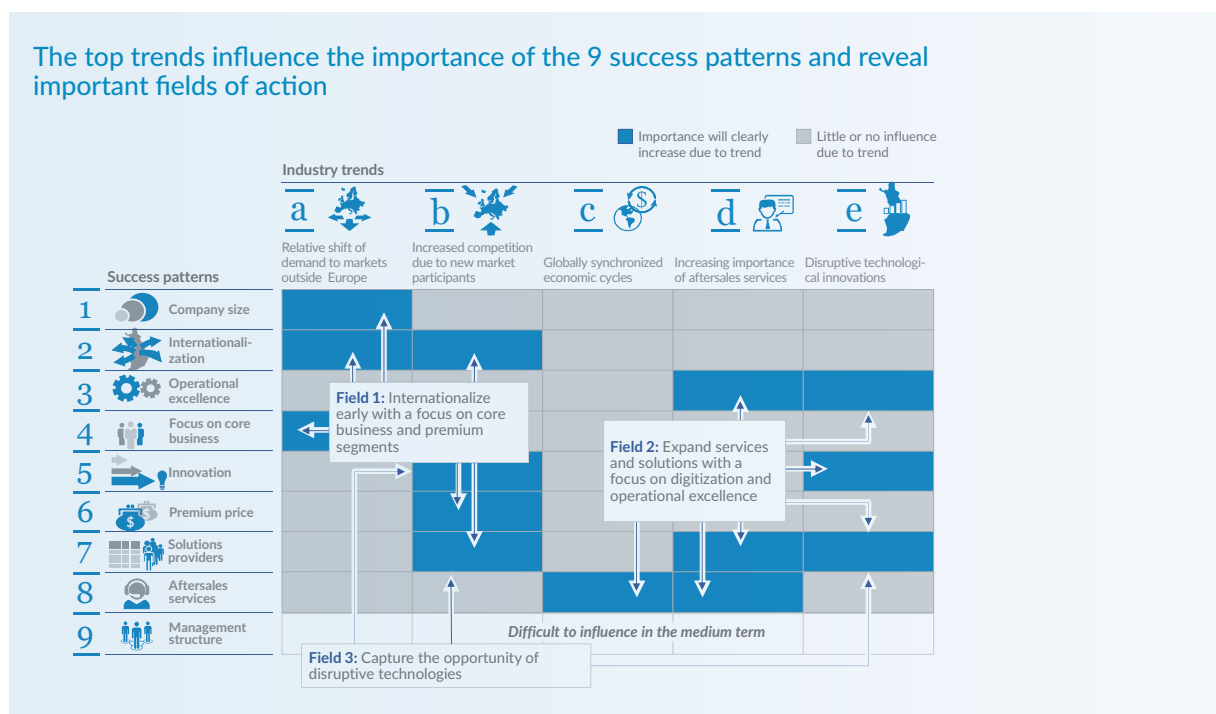 The top trends influence the importance of the 9 success patterns and reveal
important fields of action
Importance will clearly
increase due to trend
Little or no influence
due to trend
Industry trends
a
b
c
$
d
e
Relative shift of
demand to markets
outside Europe
Increased competition
due to new market
participants
Globally synchronized
economic cycles
Increasing importance
of aftersales services
Disruptive technologi-
cal innovations
Success patterns
1 Company size
2 Internationali-
zation
3 Operational
excellence
4 Focus on core
business
5 Innovation
6 $ $ Premium price
7 Solutions
providers
8 Aftersales
services
9 Management
structure
Field 1: Internationalize
early with a focus on core
business and premium
segments
Field 2: Expand services
and solutions with a
focus on digitization and
operational excellence
Difficult to influence in the medium term
Field 3: Capture the opportunity of
disruptive technologies